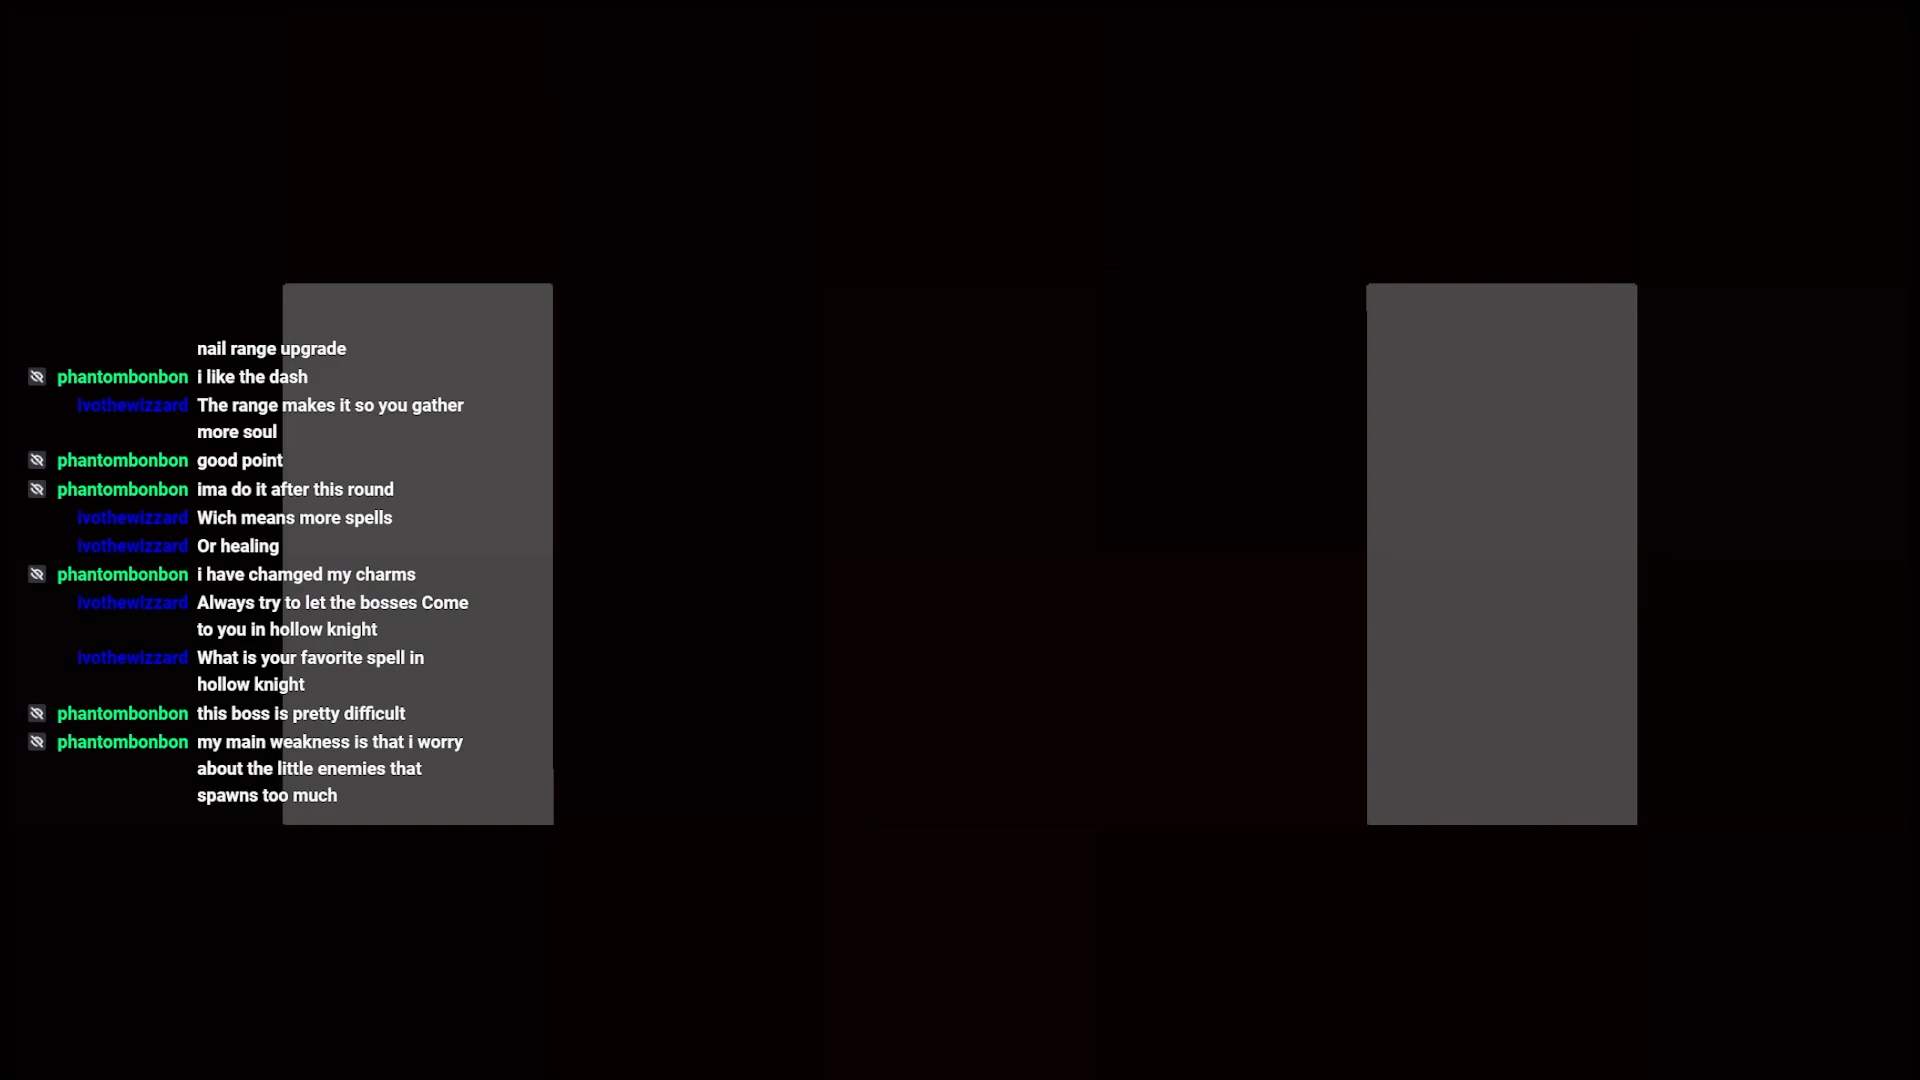 nail range upgrade
phantombonbon i like the dash
ivothewizzard The range makes it so you gather
more soul
phantombonbon good point
phantombonbon ima do it after this round
ivothewizzard Wich means more spells
ivothewizzard Or healing
phantombonbon i have chamged my charms
ivothewizzard Always try to let the bosses Come
to you in hollow knight
ivothewizzard What is your favorite spell in
hollow knight
phantombonbon this boss is pretty difficult
phantombonbon my main weakness is that i worry
about the little enemies that
spawns too much